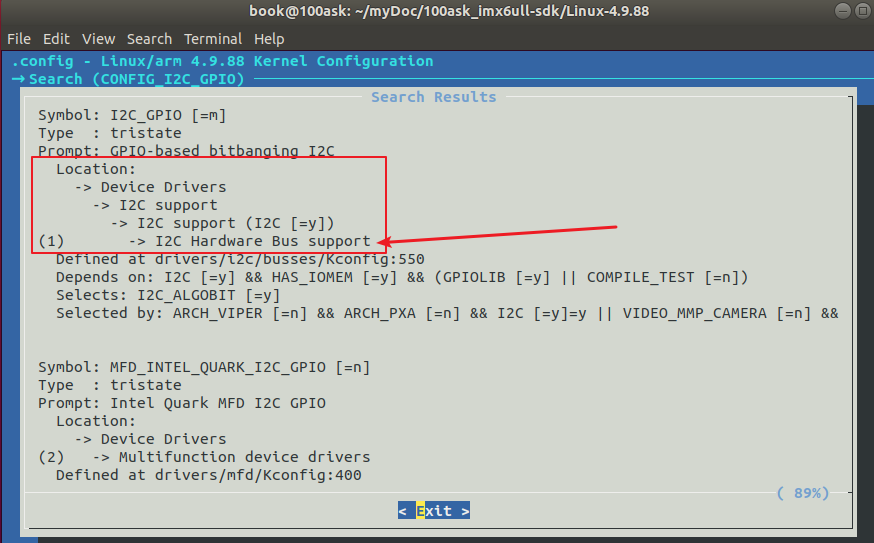 book@100ask: ~/myDoc/100ask_imx6ull-sdk/Linux-4.9.88
File Edit View Search Terminal Help
.config - Linux/arm 4.9.88 Kernel Configuration
→ Search (CONFIG_I2C_GPIO)
Search Results
Symbol: I2C_GPIO [=m]
Type : tristate
Prompt: GPIO-based bitbanging I2C
Location:
-> Device Drivers
-> I2C support
-> I2C support (I2C [=y])
(1) -> I2C Hardware Bus support
Defined at drivers/i2c/busses/Kconfig:550
Depends on: I2C [=y] && HAS_IOMEM [=y] && (GPIOLIB [=y] || COMPILE_TEST [=n])
Selects: I2C_ALGOBIT [=y]
Selected by: ARCH_VIPER [=n] && ARCH_PXA [=n] && I2C [=y]=y || VIDEO_MMP_CAMERA [=n] &&
Symbol: MFD_INTEL_QUARK_I2C_GPIO [=n]
Type : tristate
Prompt: Intel Quark MFD I2C GPIO
Location:
-> Device Drivers
(2) -> Multifunction device drivers
Defined at drivers/mfd/Kconfig:400
( 89%)
< Exit >